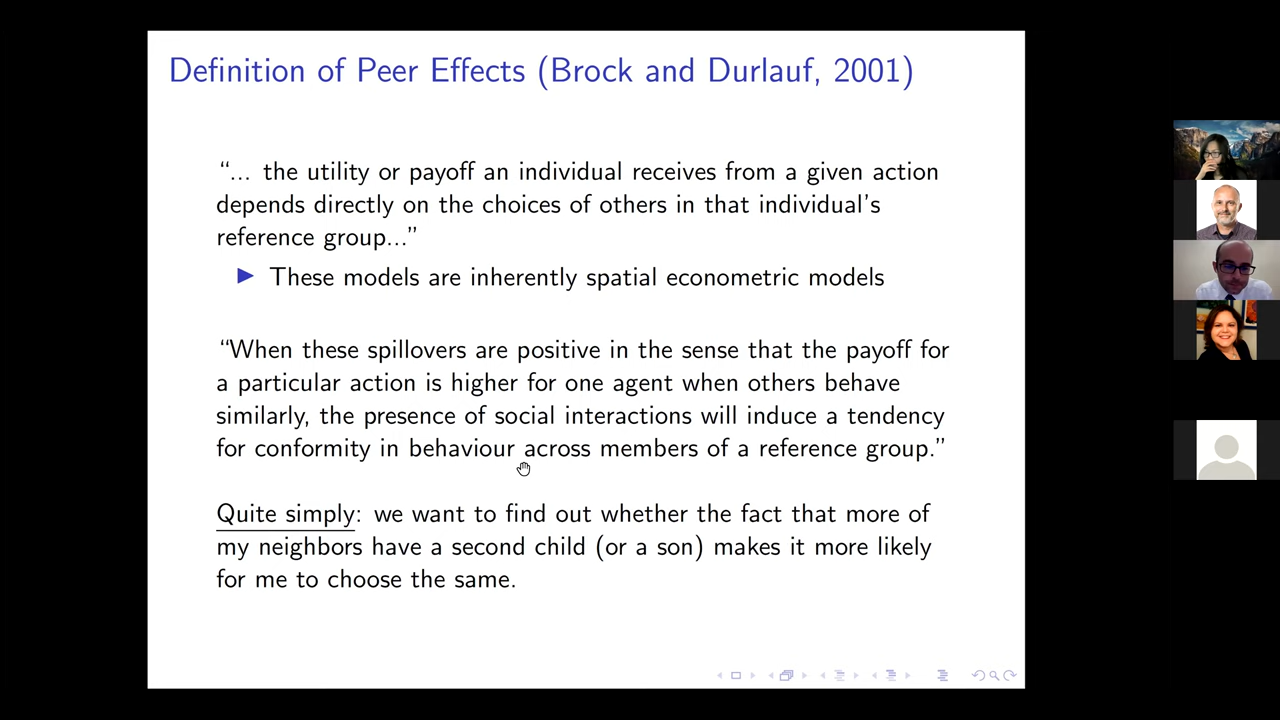 Definition of Peer Effects (Brock and Durlauf, 2001)
“... the utility or payoff an individual receives from a given action
depends directly on the choices of others in that individual’s
reference group...”
These models are inherently spatial econometric models
“When these spillovers are positive in the sense that the payoff for
a particular action is higher for one agent when others behave
similarly, the presence of social interactions will induce a tendency
for conformity in behaviour across members of a reference group.”
Quite simply: we want to find out whether the fact that more of
my neighbors have a second child (or a son) makes it more likely
for me to choose the same.